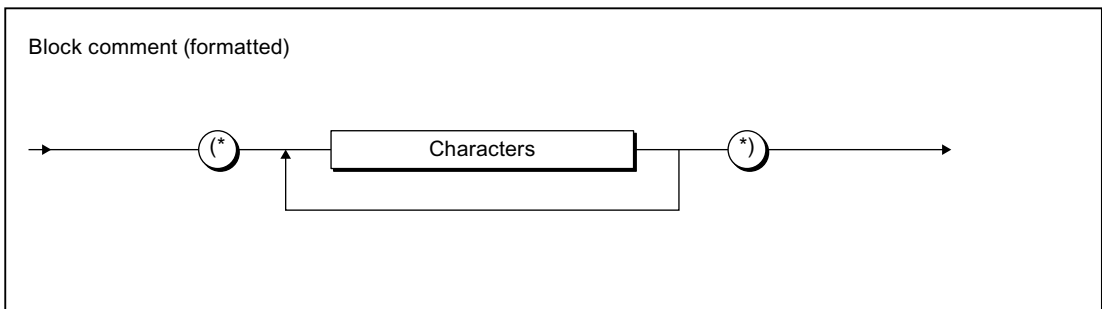 Block comment (formatted)
(* Characters *)